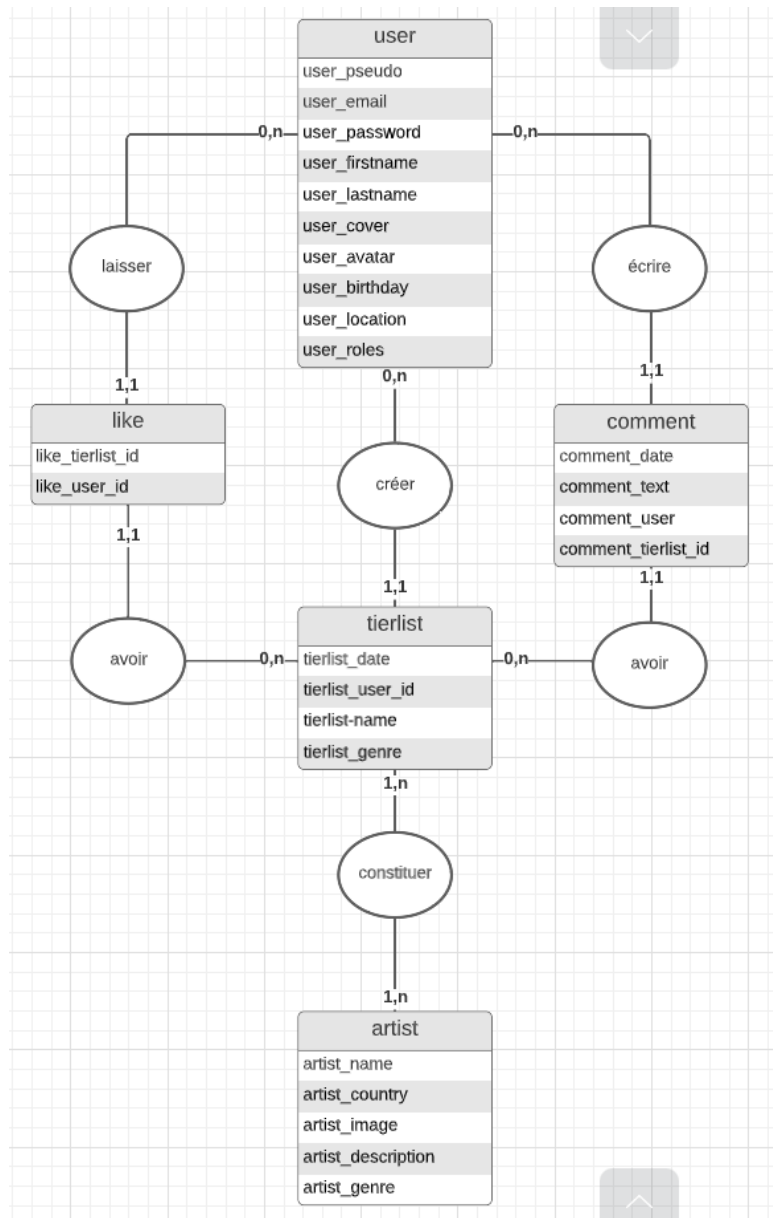 user
user_pseudo
user_email
user_password
user_firstname
user_lastname
user_cover
user_avatar
user_birthday
user_location
user_roles
0,n
0,n
laisser
écrire
0,n
1,1
1,1
like
like_tierlist_id
like_user_id
créer
comment
comment_date
comment_text
comment_user
comment_tierlist_id
1,1
1,1
1,1
tierlist
tierlist_date
tierlist_user_id
tierlist-name
tierlist_genre
avoir
0,n
0,n
avoir
1,n
constituer
1,n
artist
artist_name
artist_country
artist_image
artist_description
artist_genre